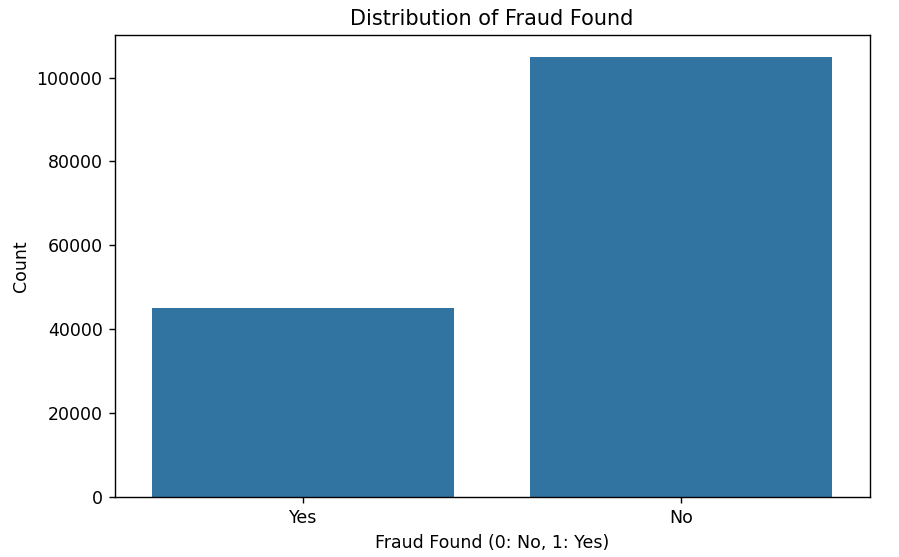 Distribution of Fraud Found
100000
80000
60000
40000
20000
0
Count
Yes
No
Fraud Found (0: No, 1: Yes)